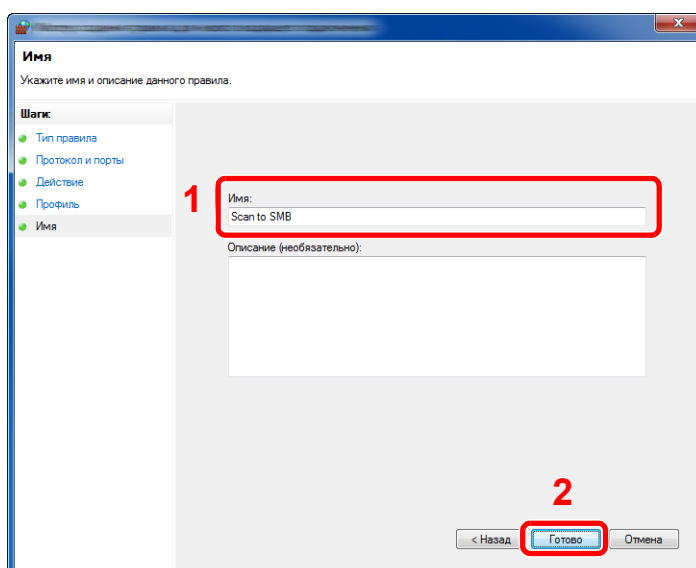 Имя
Укажите имя и описание данного правила.
Шаги:
Тип правила
Протокол и порты
Действие
Профиль
Имя
1
Имя:
Scan to SMB
Описание (необязательно):
2
< Назад
Готово
Отмена